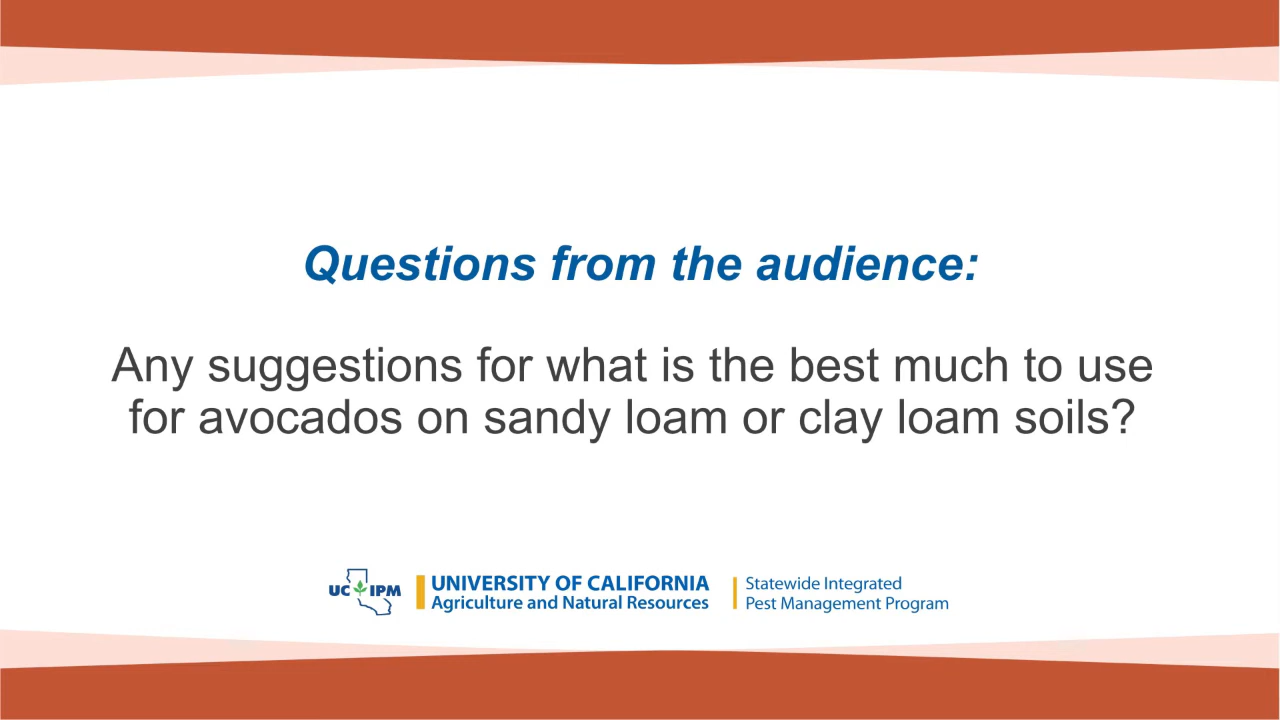 Questions from the audience:
Any suggestions for what is the best much to use
for avocados on sandy loam or clay loam soils?
UC IPM
UNIVERSITY OF CALIFORNIA
Agriculture and Natural Resources
Statewide Integrated
Pest Management Program